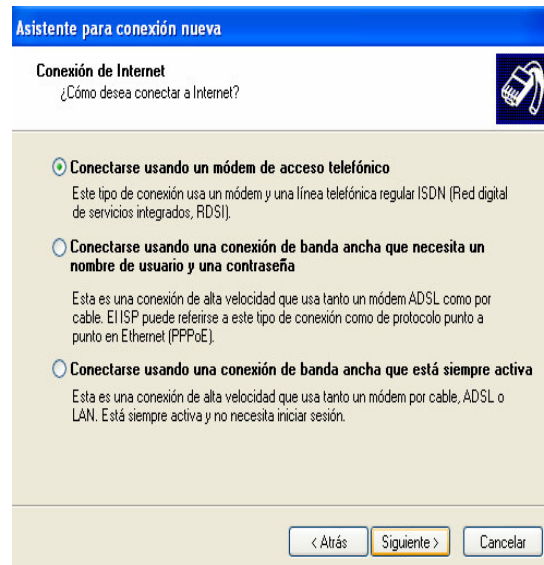 Asistente para conexión nueva
Conexión de Internet
¿Cómo desea conectar a Internet?
Conectarse usando un módem de acceso telefónico
Este tipo de conexión usa un módem y una línea telefónica regular ISDN (Red digital
de servicios integrados, RDSI).
Conectarse usando una conexión de banda ancha que necesita un
nombre de usuario y una contraseña
Esta es una conexión de alta velocidad que usa tanto un módem ADSL como por
cable. El ISP puede referirse a este tipo de conexión como de protocolo punto a
punto en Ethernet (PPPoE).
Conectarse usando una conexión de banda ancha que está siempre activa
Esta es una conexión de alta velocidad que usa tanto un módem por cable, ADSL o
LAN. Está siempre activa y no necesita iniciar sesión.
< Atrás Siguiente > Cancelar